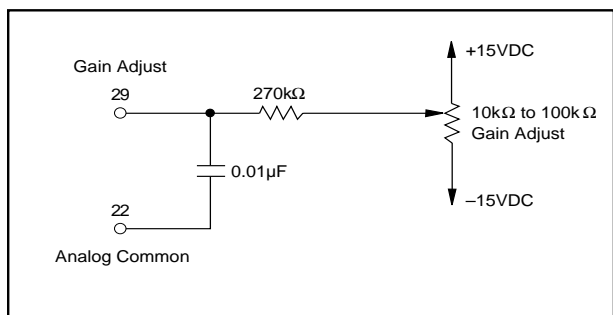 +15VDC
Gain Adjust
29
270kΩ
10kΩ to 100kΩ
Gain Adjust
0.01µF
–15VDC
22
Analog Common